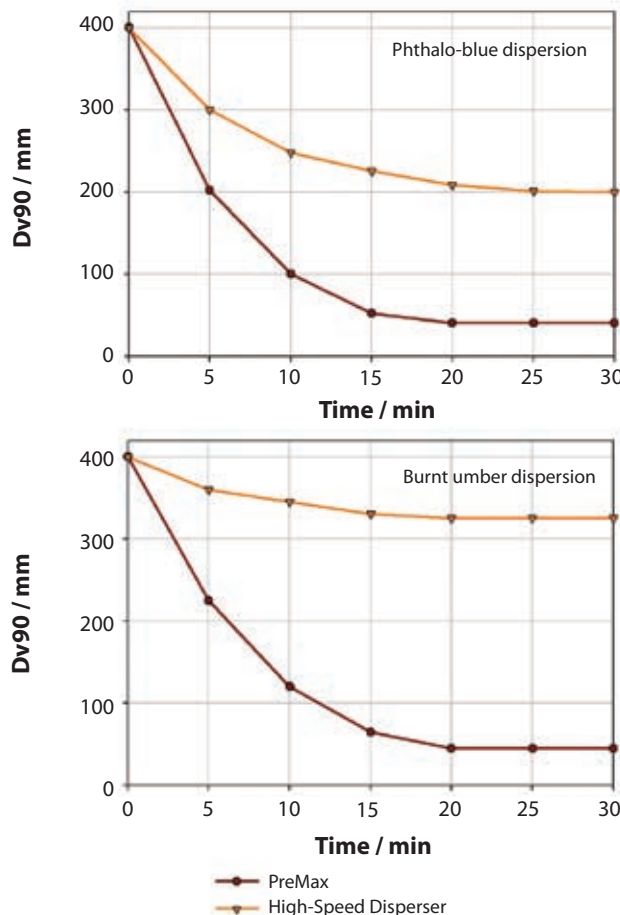 Phthalo-blue dispersion
Dv90 / mm
400
300
200
100
0
0 5 10 15 20 25 30
Time / min
Burnt umber dispersion
Dv90 / mm
400
300
200
100
0
0 5 10 15 20 25 30
Time / min
PreMax
High-Speed Disperser